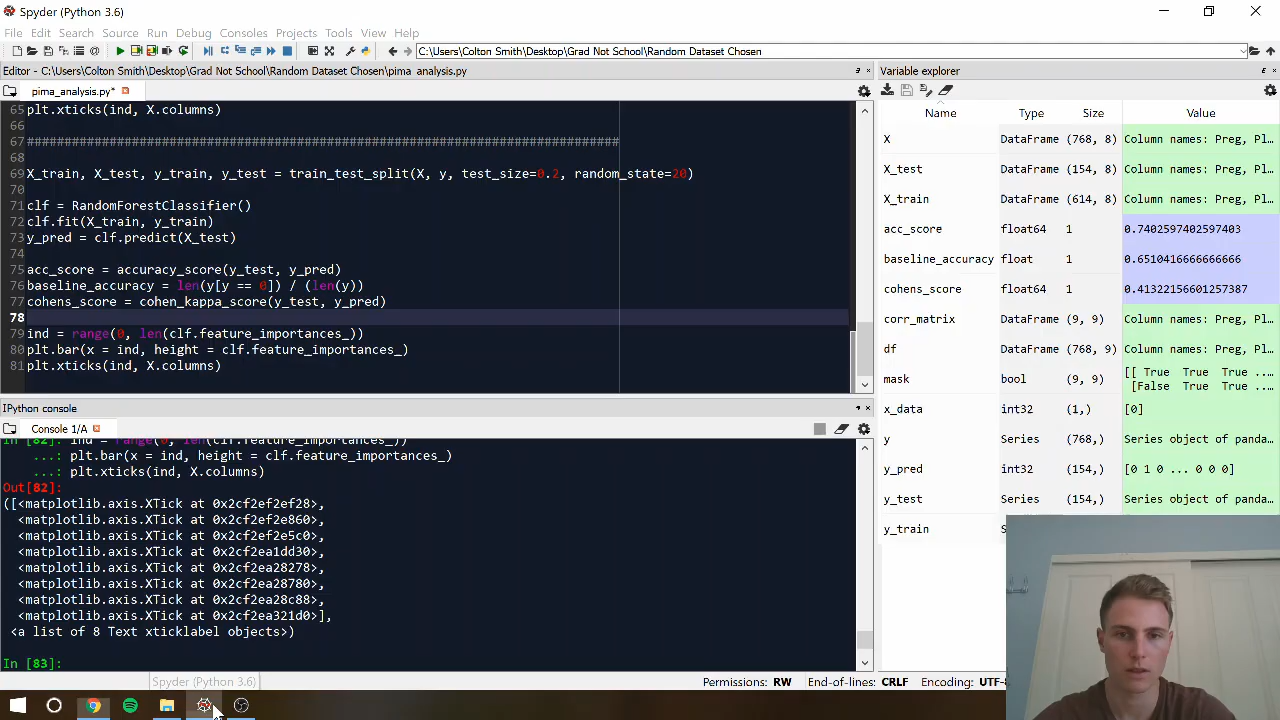 Spyder (Python 3.6)
File Edit Search Source Run Debug Consoles Projects Tools View Help
C:\Users\Colton Smith\Desktop\Grad Not School\Random Dataset Chosen
Editor - C:\Users\Colton Smith\Desktop\Grad Not School\Random Dataset Chosen\pima_analysis.py
pima_analysis.py*
65 plt.xticks(ind, X.columns)
66
67 ################################################################################
68
69 X_train, X_test, y_train, y_test = train_test_split(X, y, test_size=0.2, random_state=20)
70
71 clf = RandomForestClassifier()
72 clf.fit(X_train, y_train)
73 y_pred = clf.predict(X_test)
74
75 acc_score = accuracy_score(y_test, y_pred)
76 baseline_accuracy = len(y[y == 0]) / (len(y))
77 cohens_score = cohen_kappa_score(y_test, y_pred)
78
79 ind = range(0, len(clf.feature_importances_))
80 plt.bar(x = ind, height = clf.feature_importances_)
81 plt.xticks(ind, X.columns)
IPython console
Console 1/A
In [82]: ind = range(0, len(clf.feature_importances_))
...: plt.bar(x = ind, height = clf.feature_importances_)
...: plt.xticks(ind, X.columns)
Out[82]:
([<matplotlib.axis.XTick at 0x2cf2ef2ef28>,
<matplotlib.axis.XTick at 0x2cf2ef2e860>,
<matplotlib.axis.XTick at 0x2cf2ef2e5c0>,
<matplotlib.axis.XTick at 0x2cf2ea1dd30>,
<matplotlib.axis.XTick at 0x2cf2ea28278>,
<matplotlib.axis.XTick at 0x2cf2ea28780>,
<matplotlib.axis.XTick at 0x2cf2ea28c88>,
<matplotlib.axis.XTick at 0x2cf2ea321d0>],
<a list of 8 Text xticklabel objects>)
In [83]:
Variable explorer
Name Type Size Value
X DataFrame (768, 8) Column names: Preg, Pl…
X_test DataFrame (154, 8) Column names: Preg, Pl…
X_train DataFrame (614, 8) Column names: Preg, Pl…
acc_score float64 1 0.7402597402597403
baseline_accuracy float 1 0.6510416666666666
cohens_score float64 1 0.41322156601257387
corr_matrix DataFrame (9, 9) Column names: Preg, Pl…
df DataFrame (768, 9) Column names: Preg, Pl…
mask bool (9, 9) [[ True True True ...
[False True True ...
x_data int32 (1,) [0]
y Series (768,) Series object of panda…
y_pred int32 (154,) [0 1 0 ... 0 0 0]
y_test Series (154,) Series object of panda…
y_train S
Spyder (Python 3.6)
Permissions: RW End-of-lines: CRLF Encoding: UTF-8